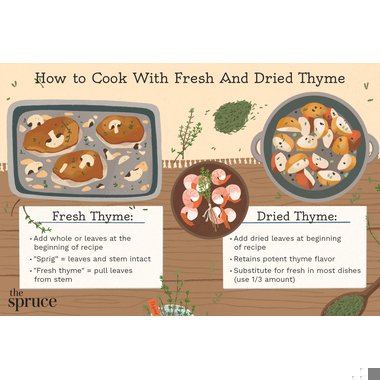 How to Cook With Fresh And Dried Thyme
Fresh Thyme:
• Add whole or leaves at the
beginning of recipe
• "Sprig" = leaves and stem intact
• "Fresh thyme" = pull leaves
from stem
Dried Thyme:
• Add dried leaves at beginning
of recipe
• Retains potent thyme flavor
• Substitute for fresh in most dishes
(use 1/3 amount)
the
spruce